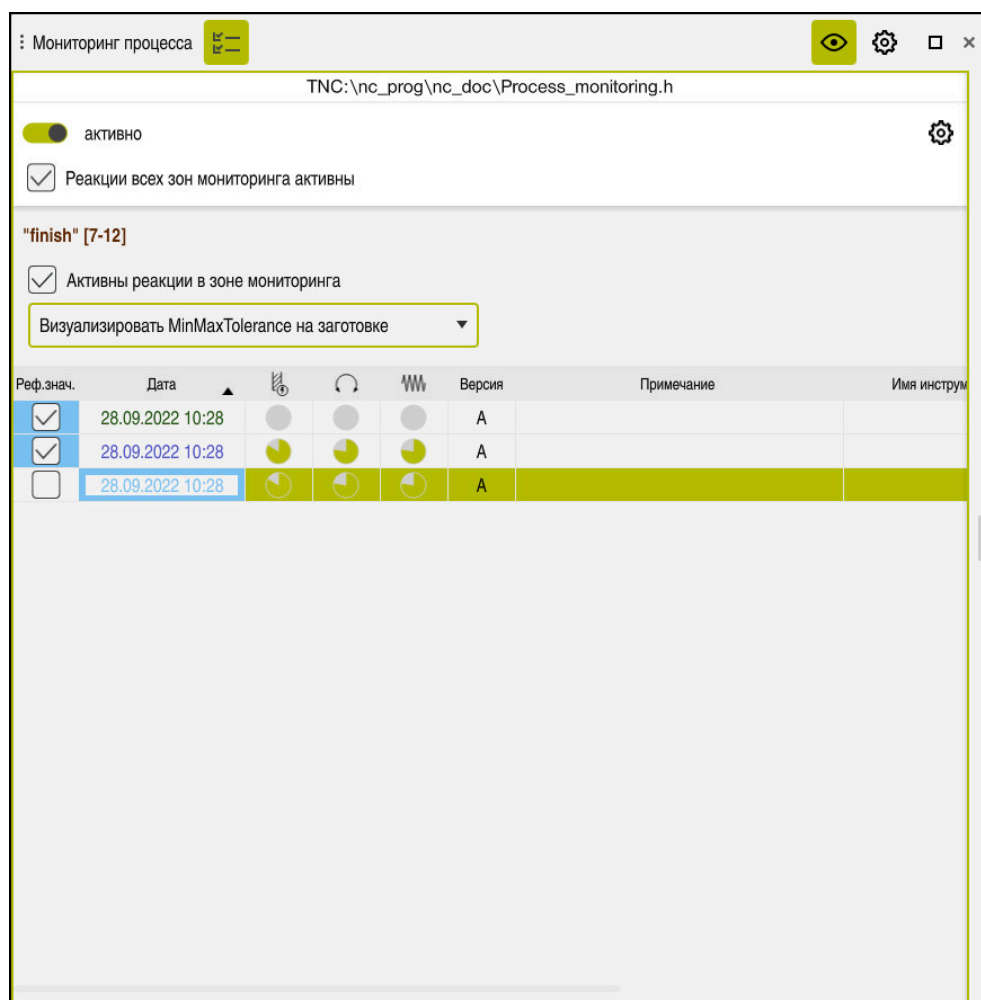 Мониторинг процесса
TNC:\nc_prog\nc_doc\Process_monitoring.h
активно
Реакции всех зон мониторинга активны
"finish" [7-12]
Активны реакции в зоне мониторинга
Визуализировать MinMaxTolerance на заготовке
Реф.знач. Дата Версия Примечание Имя инструм
28.09.2022 10:28 A
28.09.2022 10:28 A
28.09.2022 10:28 A